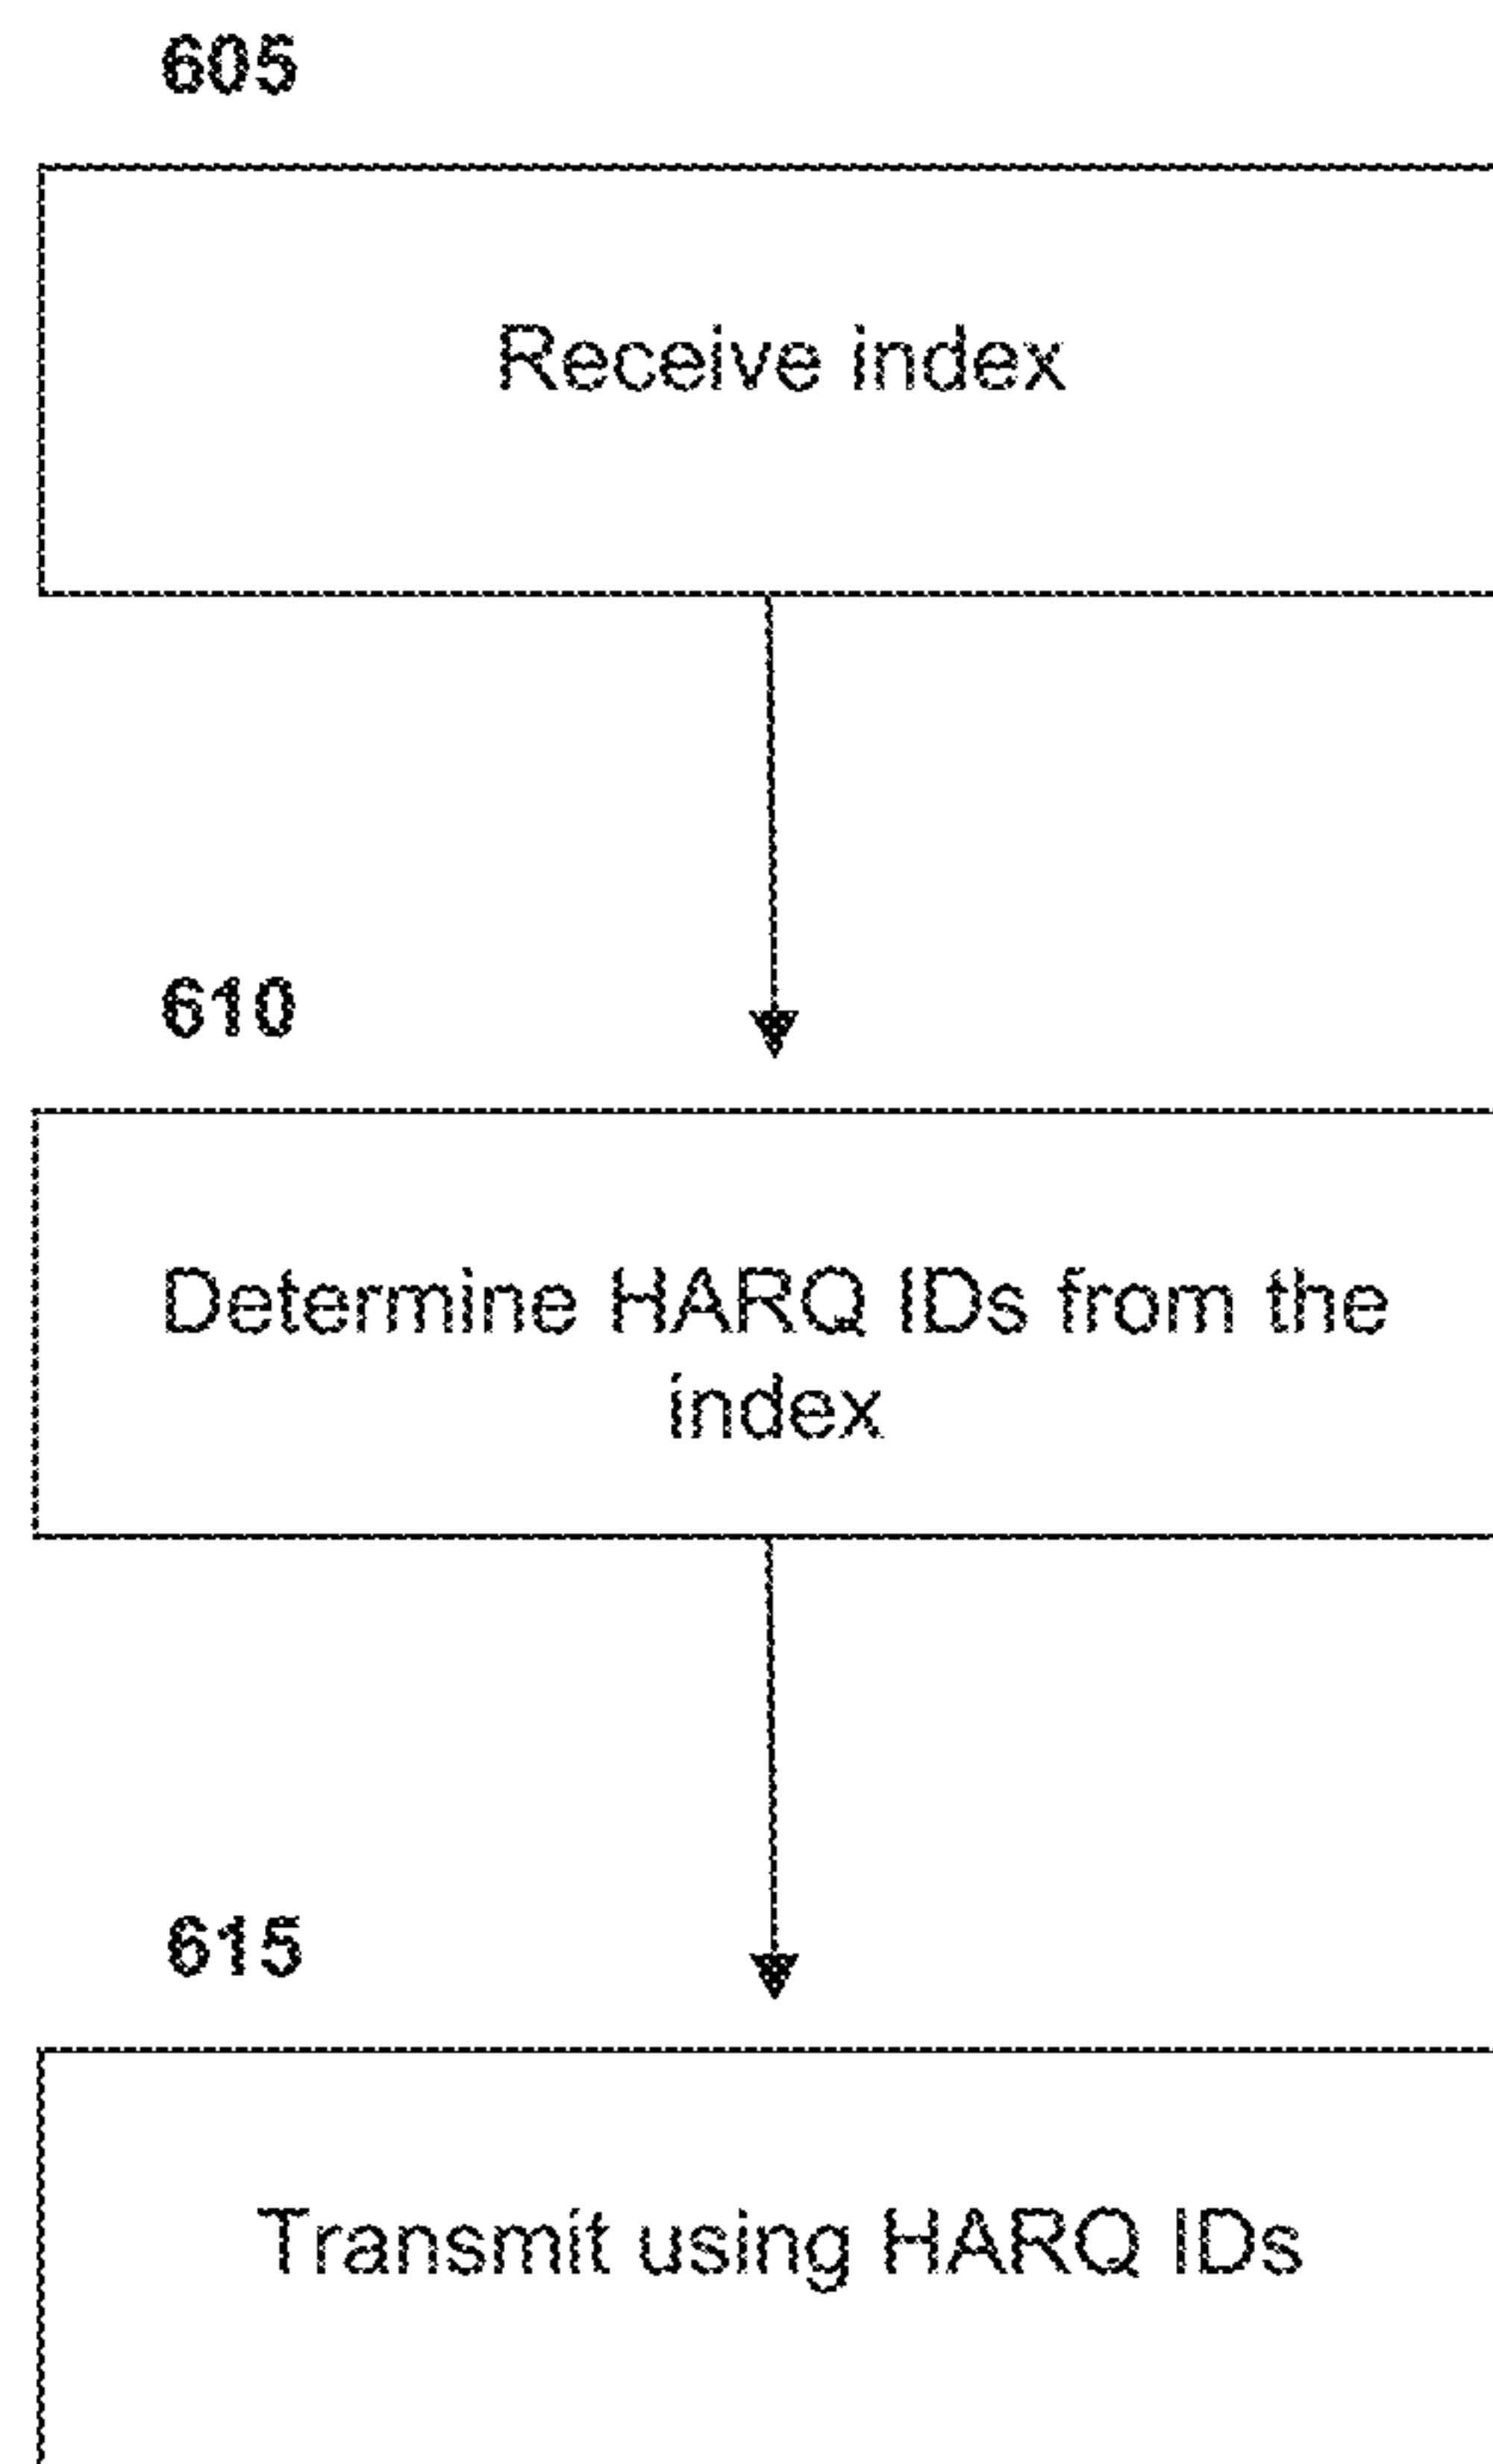 605
Receive index
610
Determine HARQ IDs from the
index
615
Transmit using HARQ IDs